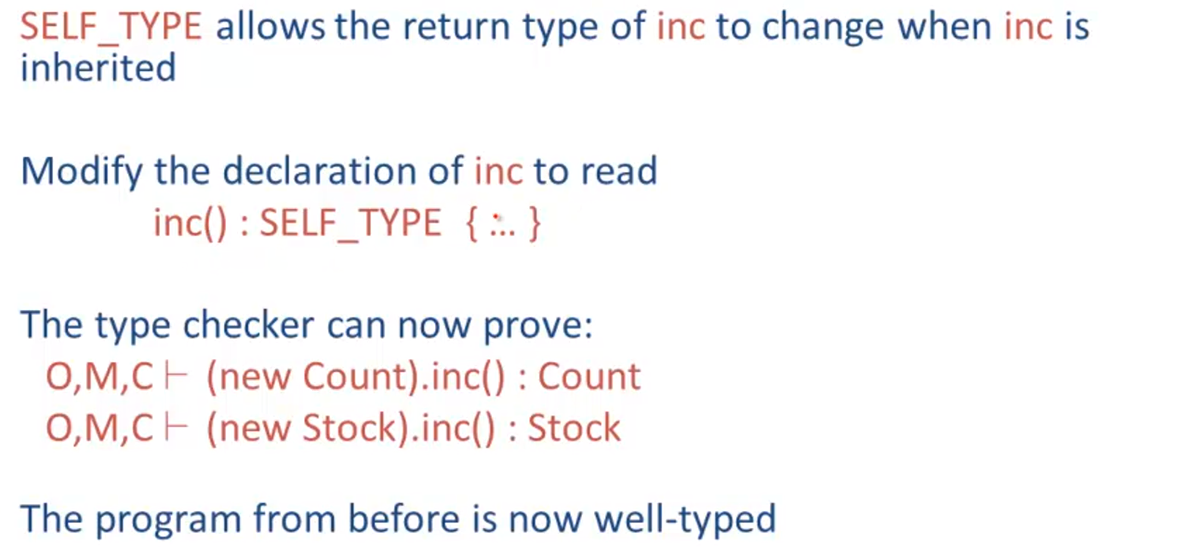 SELF_TYPE allows the return type of inc to change when inc is
inherited
Modify the declaration of inc to read
inc() : SELF_TYPE { ... }
The type checker can now prove:
O,M,C ⊢ (new Count).inc() : Count
O,M,C ⊢ (new Stock).inc() : Stock
The program from before is now well-typed